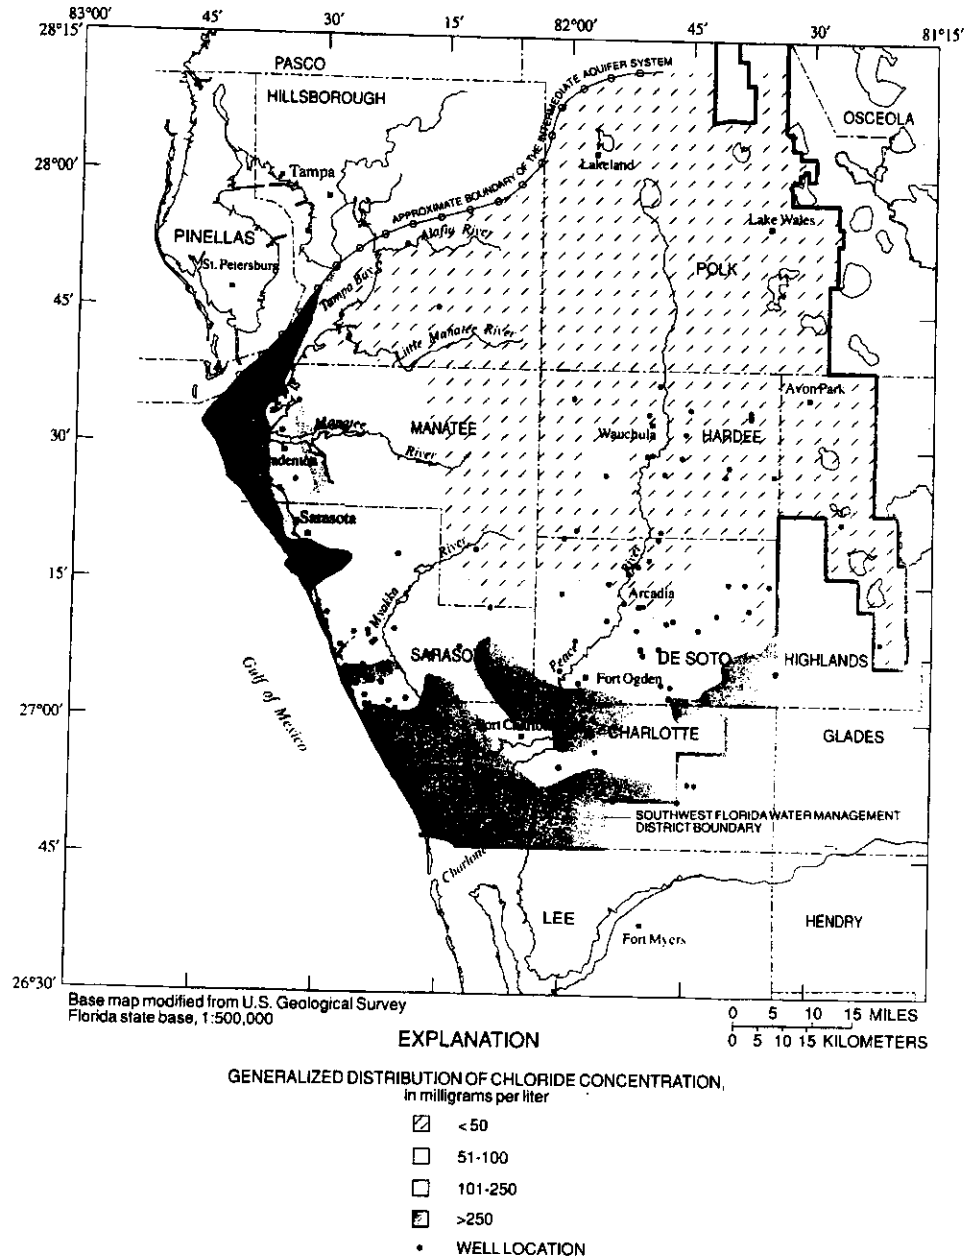 83°00'
45'
30'
15'
82°00'
45'
30'
81°15'
28°15'
PASCO
HILLSBOROUGH
APPROXIMATE BOUNDARY OF THE INTERMEDIATE AQUIFER SYSTEM
OSCEOLA
28°00'
Tampa
Lakeland
PINELLAS
St. Petersburg
Alafia River
Lake Wales
POLK
Tampa Bay
45'
Little Manatee River
Avon Park
30'
Manatee
River
MANATEE
Wauchula
HARDEE
Sarasota
River
River
15'
Myakka
Arcadia
SARASO
Peace
DE SOTO
HIGHLANDS
Fort Ogden
Gulf of Mexico
27°00'
CHARLOTTE
GLADES
SOUTHWEST FLORIDA WATER MANAGEMENT
DISTRICT BOUNDARY
45'
LEE
HENDRY
Fort Myers
26°30'
Base map modified from U.S. Geological Survey
Florida state base, 1:500,000
0 5 10 15 MILES
0 5 10 15 KILOMETERS
EXPLANATION
GENERALIZED DISTRIBUTION OF CHLORIDE CONCENTRATION,
in milligrams per liter
<50
51-100
101-250
>250
WELL LOCATION